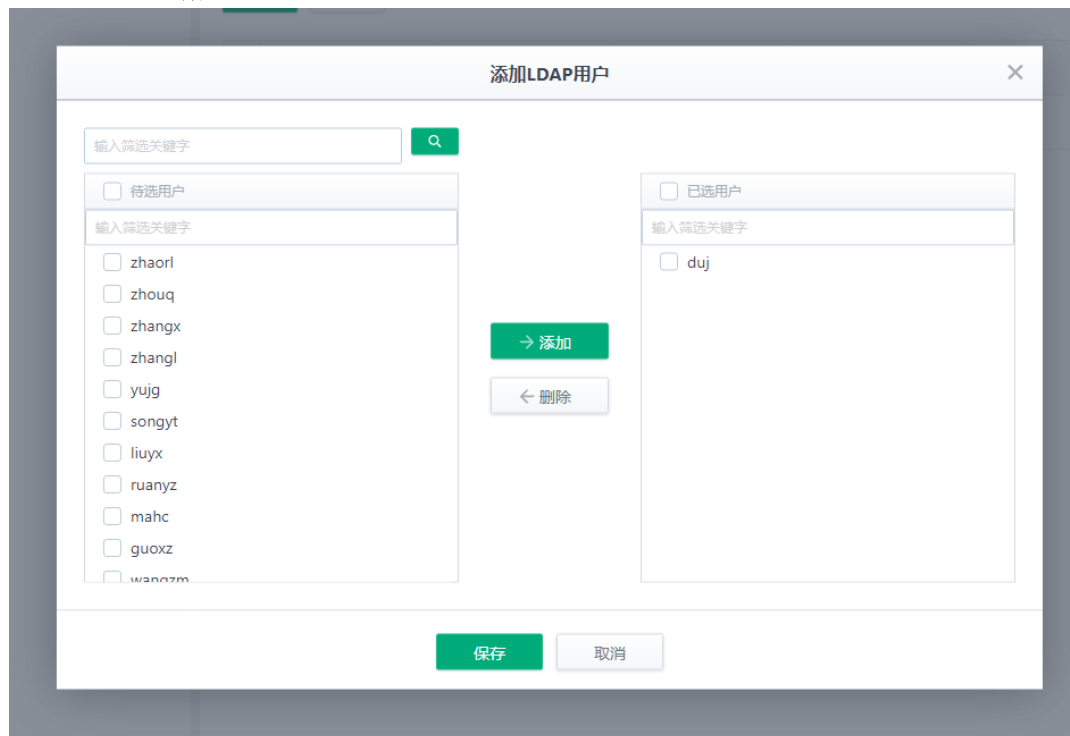 添加LDAP用户
输入筛选关键字
待选用户
输入筛选关键字
zhaorl
zhouq
zhangx
zhangl
yujg
songyt
liuyx
ruanyz
mahc
guoxz
wangzm
添加
删除
已选用户
输入筛选关键字
duj
保存
取消